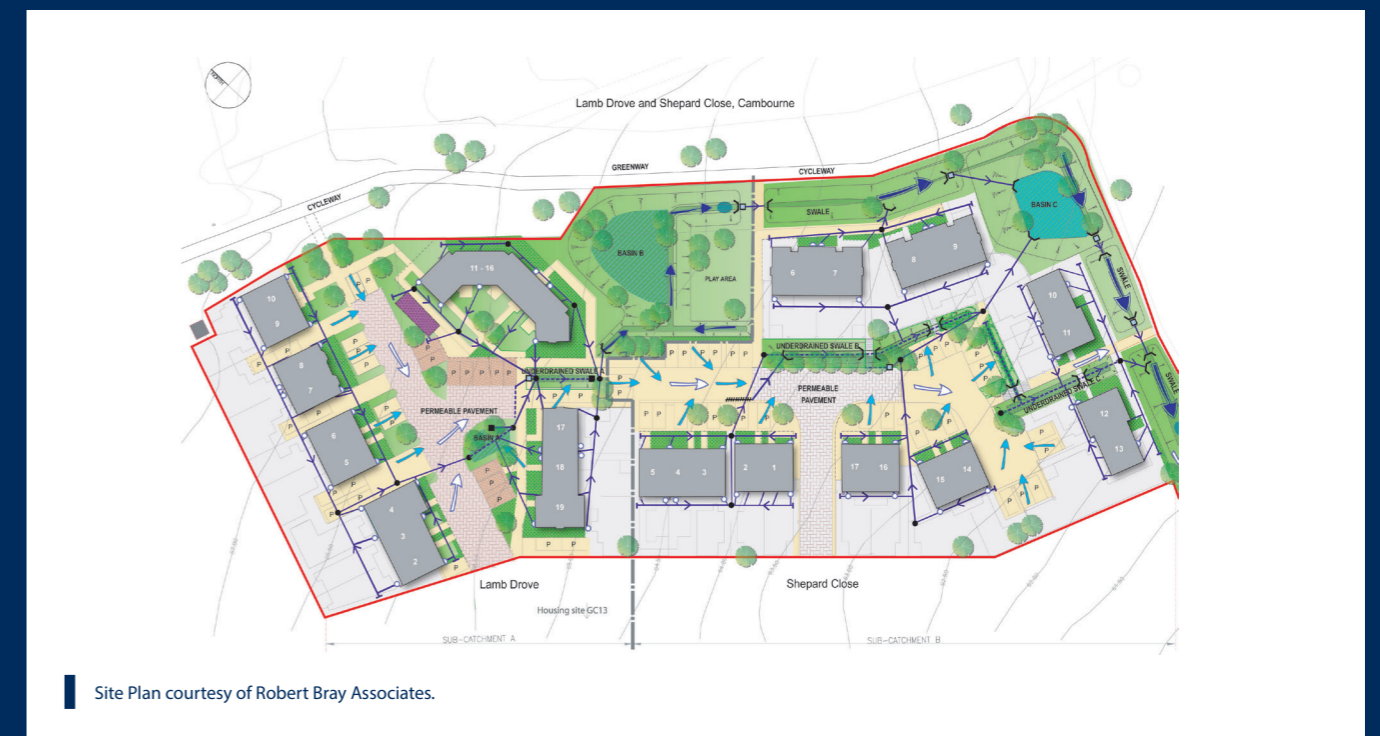 NORTH
Lamb Drove and Shepard Close, Cambourne
GREENWAY
CYCLEWAY
CYCLEWAY
SWALE
BASIN C
BASIN B
PLAY AREA
SWALE
11 - 16
6 7
8 9
10
9
8
7
10
11
UNDERDRAINED SWALE B
P P P P P P
UNDERDRAINED SWALE A
P P P P P
PERMEABLE
PAVEMENT
UNDERDRAINED SWALE C
SWALE
PERMEABLE PAVEMENT
BASIN A
6
5
17
18
19
P P
5 4 3
2 1
17 16
14
15
12
13
4
3
2
P P
Lamb Drove
Shepard Close
Housing site GC13
SUB-CATCHMENT A
SUB-CATCHMENT B
Site Plan courtesy of Robert Bray Associates.